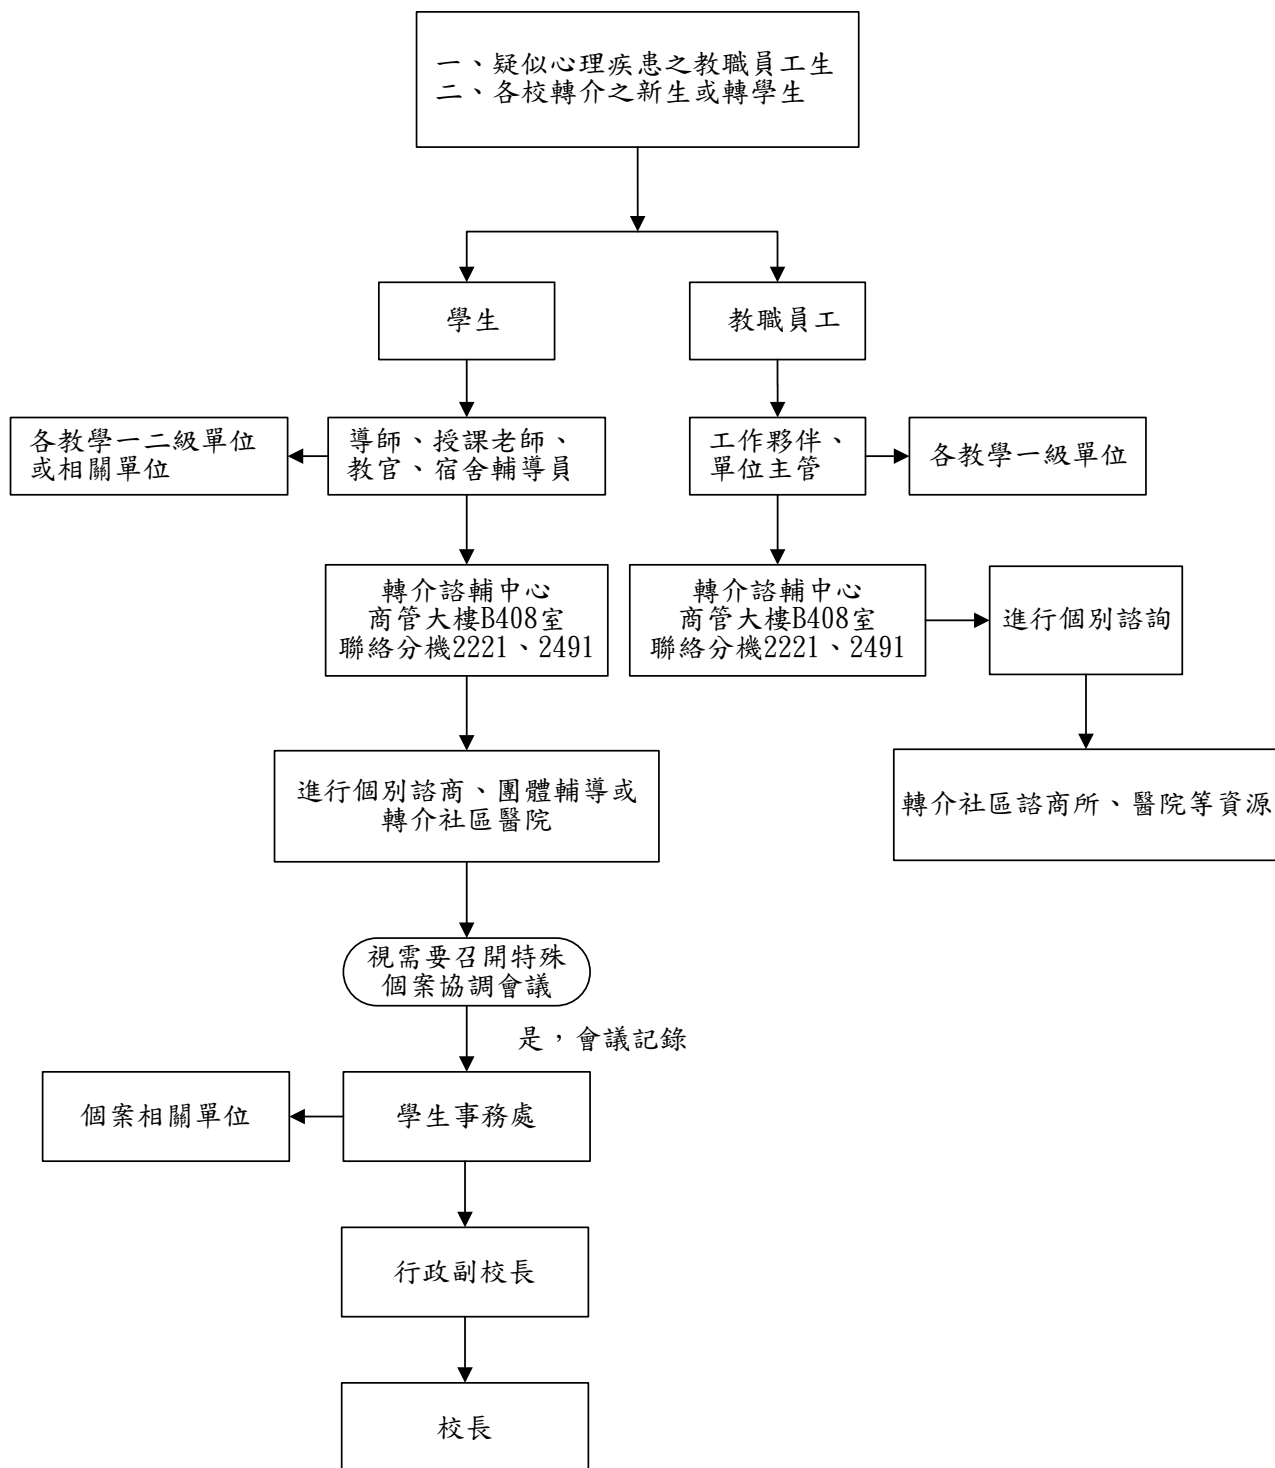 一、疑似心理疾患之教職員工生
二、各校轉介之新生或轉學生
學生
教職員工
各教學一二級單位
或相關單位
導師、授課老師、
教官、宿舍輔導員
工作夥伴、
單位主管
各教學一級單位
轉介諮輔中心
商管大樓B408室
聯絡分機2221、2491
轉介諮輔中心
商管大樓B408室
聯絡分機2221、2491
進行個別諮詢
進行個別諮商、團體輔導或
轉介社區醫院
轉介社區諮商所、醫院等資源
視需要召開特殊
個案協調會議
是，會議記錄
個案相關單位
學生事務處
行政副校長
校長